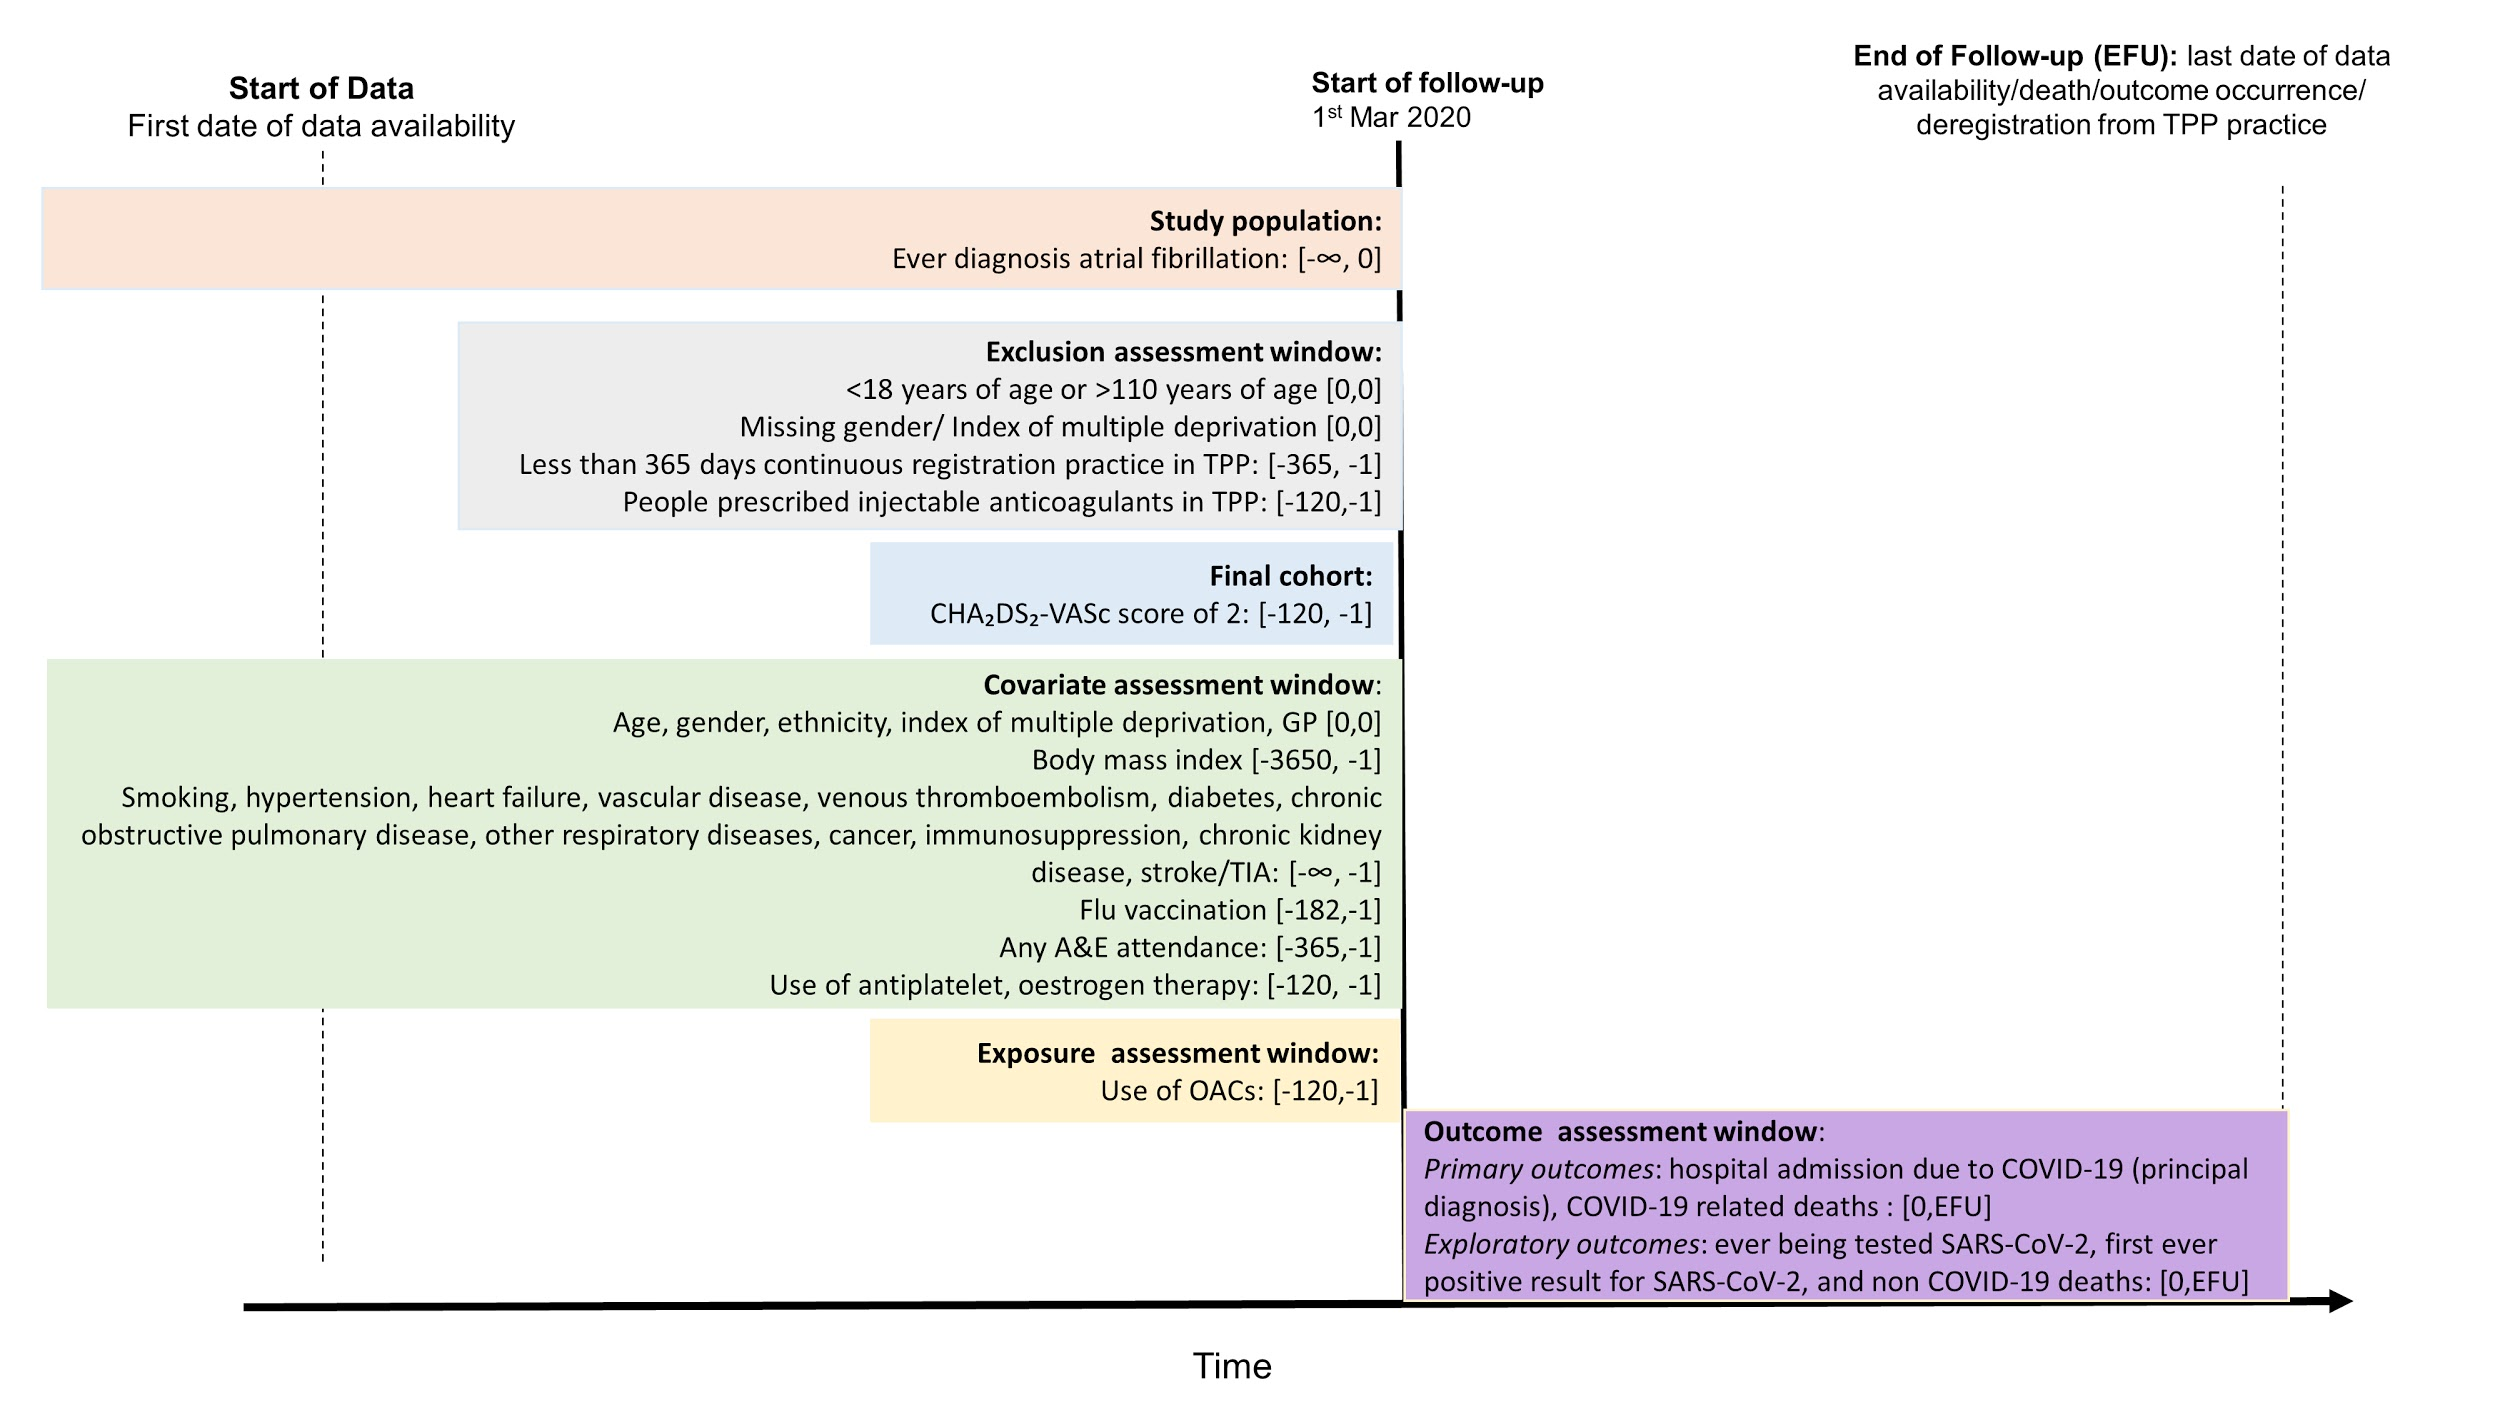 Start of Data
First date of data availability
Start of follow-up
1st Mar 2020
End of Follow-up (EFU): last date of data
availability/death/outcome occurrence/
deregistration from TPP practice
Study population:
Ever diagnosis atrial fibrillation: [-∞, 0]
Exclusion assessment window:
<18 years of age or >110 years of age [0,0]
Missing gender/ Index of multiple deprivation [0,0]
Less than 365 days continuous registration practice in TPP: [-365, -1]
People prescribed injectable anticoagulants in TPP: [-120,-1]
Final cohort:
CHA₂DS₂-VASc score of 2: [-120, -1]
Covariate assessment window:
Age, gender, ethnicity, index of multiple deprivation, GP [0,0]
Body mass index [-3650, -1]
Smoking, hypertension, heart failure, vascular disease, venous thromboembolism, diabetes, chronic
obstructive pulmonary disease, other respiratory diseases, cancer, immunosuppression, chronic kidney
disease, stroke/TIA: [-∞, -1]
Flu vaccination [-182,-1]
Any A&E attendance: [-365,-1]
Use of antiplatelet, oestrogen therapy: [-120, -1]
Exposure  assessment window:
Use of OACs: [-120,-1]
Outcome  assessment window:
Primary outcomes: hospital admission due to COVID-19 (principal
diagnosis), COVID-19 related deaths : [0,EFU]
Exploratory outcomes: ever being tested SARS-CoV-2, first ever
positive result for SARS-CoV-2, and non COVID-19 deaths: [0,EFU]
Time